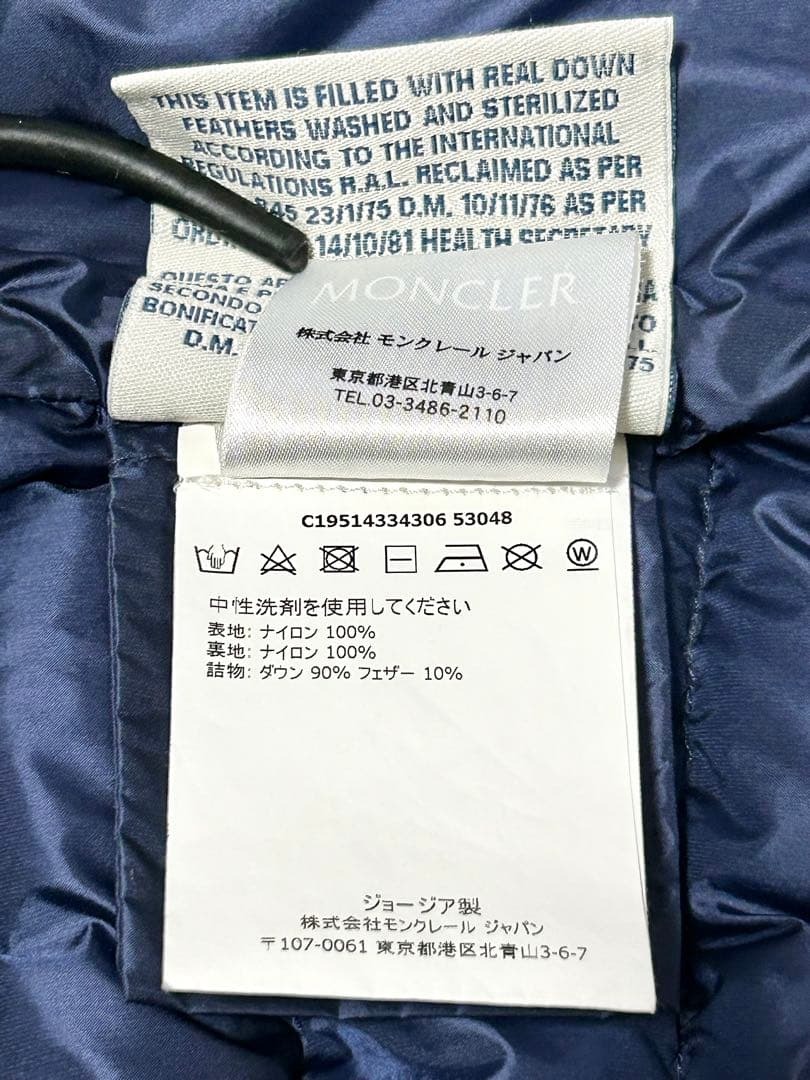 THIS ITEM IS FILLED WITH REAL DOWN
FEATHERS WASHED AND STERILIZED
ACCORDING TO THE INTERNATIONAL
REGULATIONS R.A.L. RECLAIMED AS PER
845 23/1/75 D.M. 10/11/76 AS PER
14/10/81 HEALTH SECRETARY
QUESTO
SECONDO
BONIFICAT
D.M.
75
MONCLER
株式会社 モンクレール ジャパン
東京都港区北青山3-6-7
TEL.03-3486-2110
C19514334306 53048
W
中性洗剤を使用してください
表地: ナイロン 100%
裏地: ナイロン 100%
詰物: ダウン 90% フェザー 10%
ジョージア製
株式会社モンクレール ジャパン
〒107-0061 東京都港区北青山3-6-7